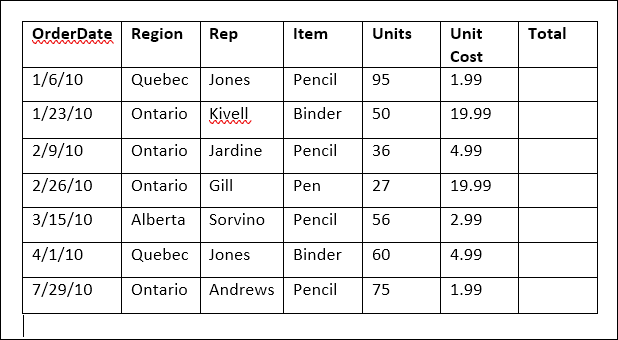 OrderDate Region Rep Item Units Unit Cost Total
1/6/10 Quebec Jones Pencil 95 1.99
1/23/10 Ontario Kivell Binder 50 19.99
2/9/10 Ontario Jardine Pencil 36 4.99
2/26/10 Ontario Gill Pen 27 19.99
3/15/10 Alberta Sorvino Pencil 56 2.99
4/1/10 Quebec Jones Binder 60 4.99
7/29/10 Ontario Andrews Pencil 75 1.99